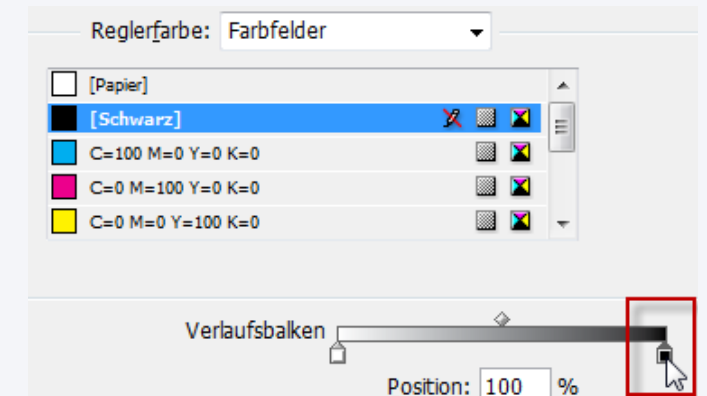 Reglerfarbe: Farbfelder
[Papier]
[Schwarz]
C=100 M=0 Y=0 K=0
C=0 M=100 Y=0 K=0
C=0 M=0 Y=100 K=0
Verlaufsbalken
Position: 100 %